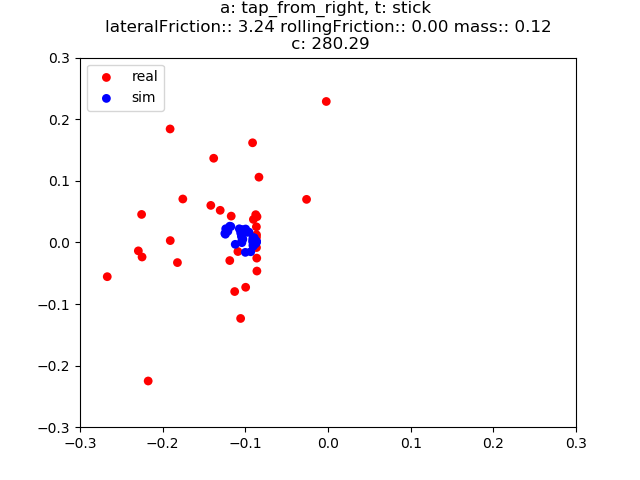 a: tap_from_right, t: stick
lateralFriction:: 3.24 rollingFriction:: 0.00 mass:: 0.12
c: 280.29
real
sim
0.3
0.2
0.1
0.0
−0.1
−0.2
−0.3
−0.3 −0.2 −0.1 0.0 0.1 0.2 0.3